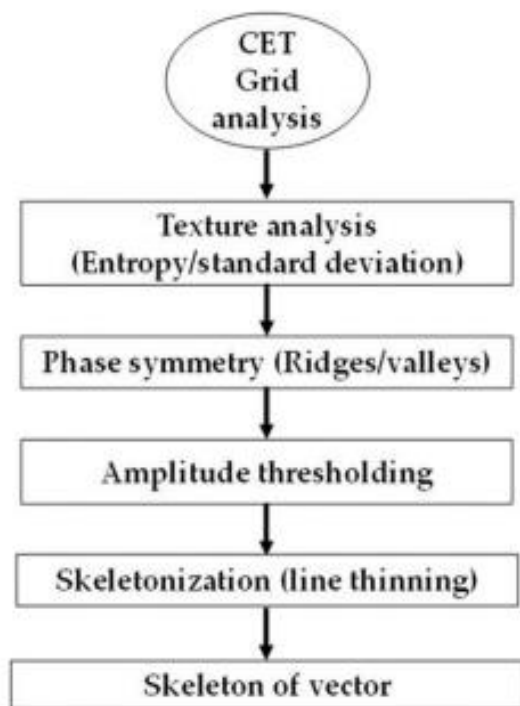 CET
Grid
analysis
Texture analysis
(Entropy/standard deviation)
Phase symmetry (Ridges/valleys)
Amplitude thresholding
Skeletonization (line thinning)
Skeleton of vector